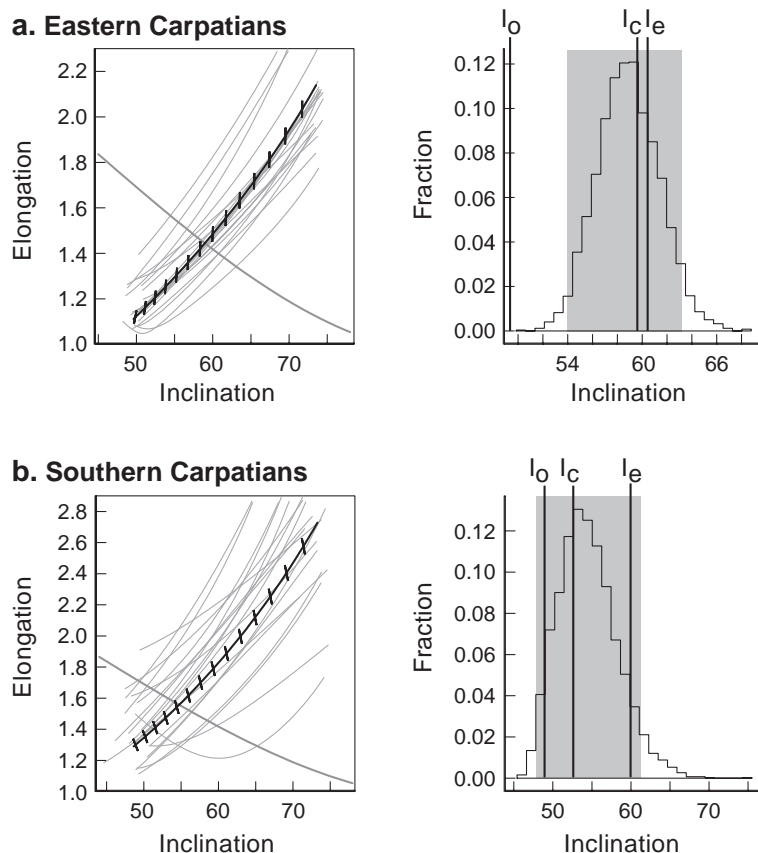 a. Eastern Carpatians
Elongation
2.2
2.0
1.8
1.6
1.4
1.2
1.0
50 60 70
Inclination
Io Ic Ie
Fraction
0.12
0.10
0.08
0.06
0.04
0.02
0.00
54 60 66
Inclination
b. Southern Carpatians
Elongation
2.8
2.6
2.4
2.2
2.0
1.8
1.6
1.4
1.2
1.0
50 60 70
Inclination
Io Ic Ie
Fraction
0.12
0.10
0.08
0.06
0.04
0.02
0.00
50 60 70
Inclination